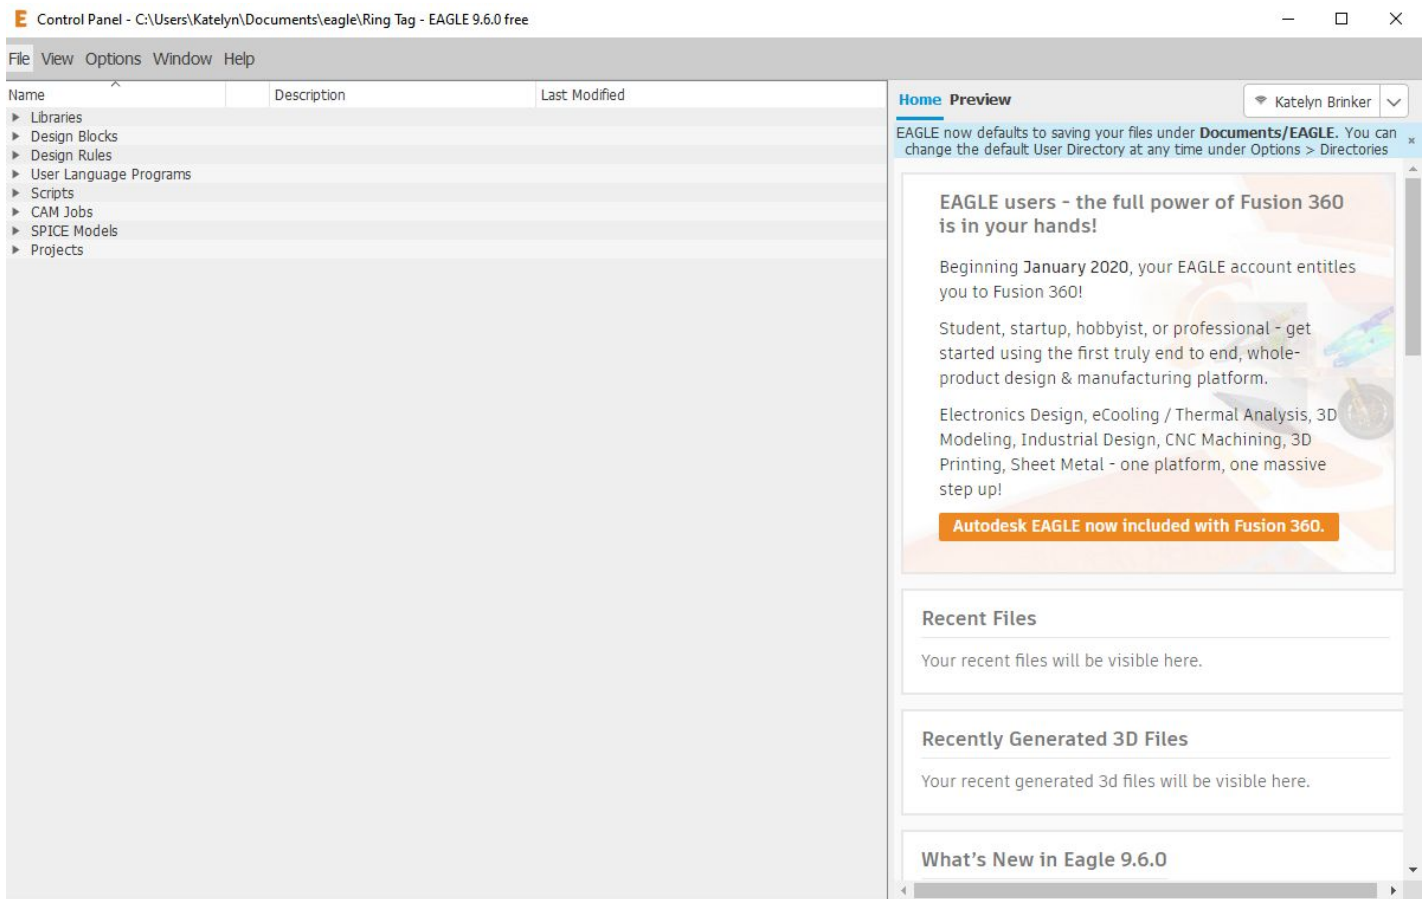 E Control Panel - C:\Users\Katelyn\Documents\eagle\Ring Tag - EAGLE 9.6.0 free
File View Options Window Help
Name Description Last Modified
Libraries
Design Blocks
Design Rules
User Language Programs
Scripts
CAM Jobs
SPICE Models
Projects
Home Preview Katelyn Brinker
EAGLE now defaults to saving your files under Documents/EAGLE. You can
change the default User Directory at any time under Options > Directories
EAGLE users - the full power of Fusion 360
is in your hands!
Beginning January 2020, your EAGLE account entitles
you to Fusion 360!
Student, startup, hobbyist, or professional - get
started using the first truly end to end, whole-
product design & manufacturing platform.
Electronics Design, eCooling / Thermal Analysis, 3D
Modeling, Industrial Design, CNC Machining, 3D
Printing, Sheet Metal - one platform, one massive
step up!
Autodesk EAGLE now included with Fusion 360.
Recent Files
Your recent files will be visible here.
Recently Generated 3D Files
Your recent generated 3d files will be visible here.
What's New in Eagle 9.6.0